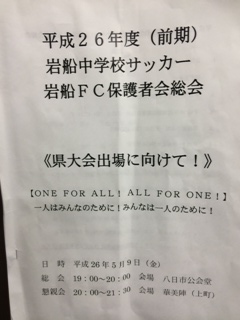 平成２６年度（前期）
岩船中学校サッカー
岩船ＦＣ保護者会総会
《県大会出場に向けて！》
【ONE FOR ALL！ ALL FOR ONE！】
一人はみんなのために！みんなは一人のために！
日　時　平成26年5月9日（金）
総　会　19：00～20：00　会場　八日市公会堂
懇親会　20：00～21：30　会場　華美陣（上町）